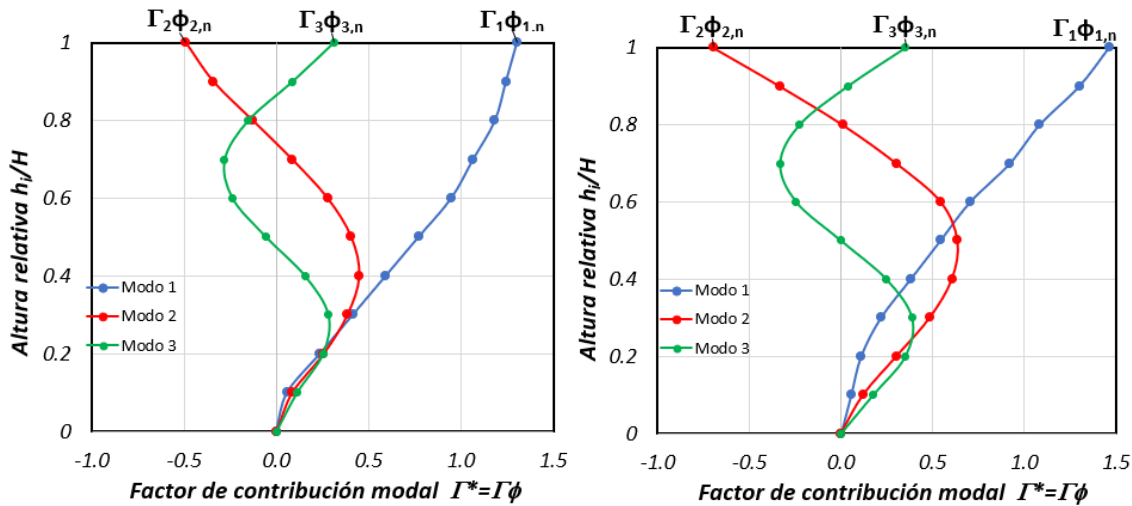 Γ₂ϕ₂,ₙ Γ₃ϕ₃,ₙ Γ₁ϕ₁.ₙ
1
0.8
0.6
0.4
0.2
0
Altura relativa hᵢ/H
Modo 1
Modo 2
Modo 3
-1.0 -0.5 0.0 0.5 1.0 1.5
Factor de contribución modal Γ*=Γϕ
Γ₂ϕ₂,ₙ Γ₃ϕ₃,ₙ Γ₁ϕ₁,ₙ
1
0.8
0.6
0.4
0.2
0
Altura relativa hᵢ/H
Modo 1
Modo 2
Modo 3
-1.0 -0.5 0.0 0.5 1.0 1.5
Factor de contribución modal Γ*=Γϕ